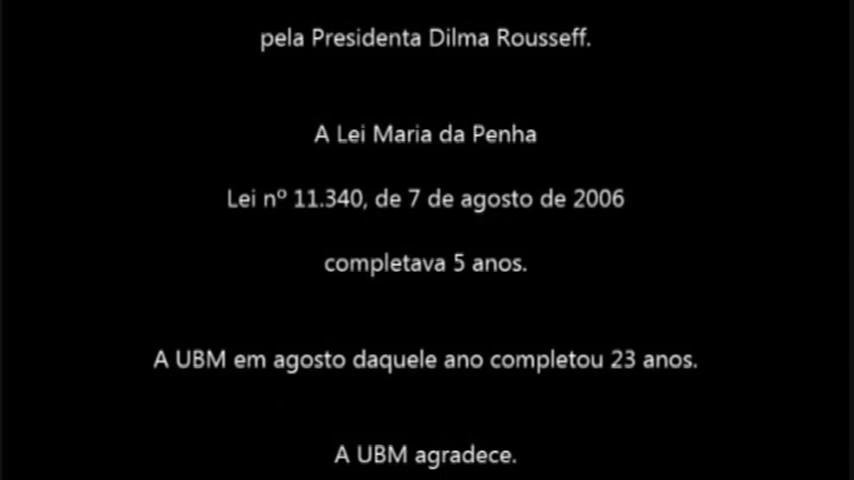 pela Presidenta Dilma Rousseff.
A Lei Maria da Penha
Lei nº 11.340, de 7 de agosto de 2006
completava 5 anos.
A UBM em agosto daquele ano completou 23 anos.
A UBM agradece.